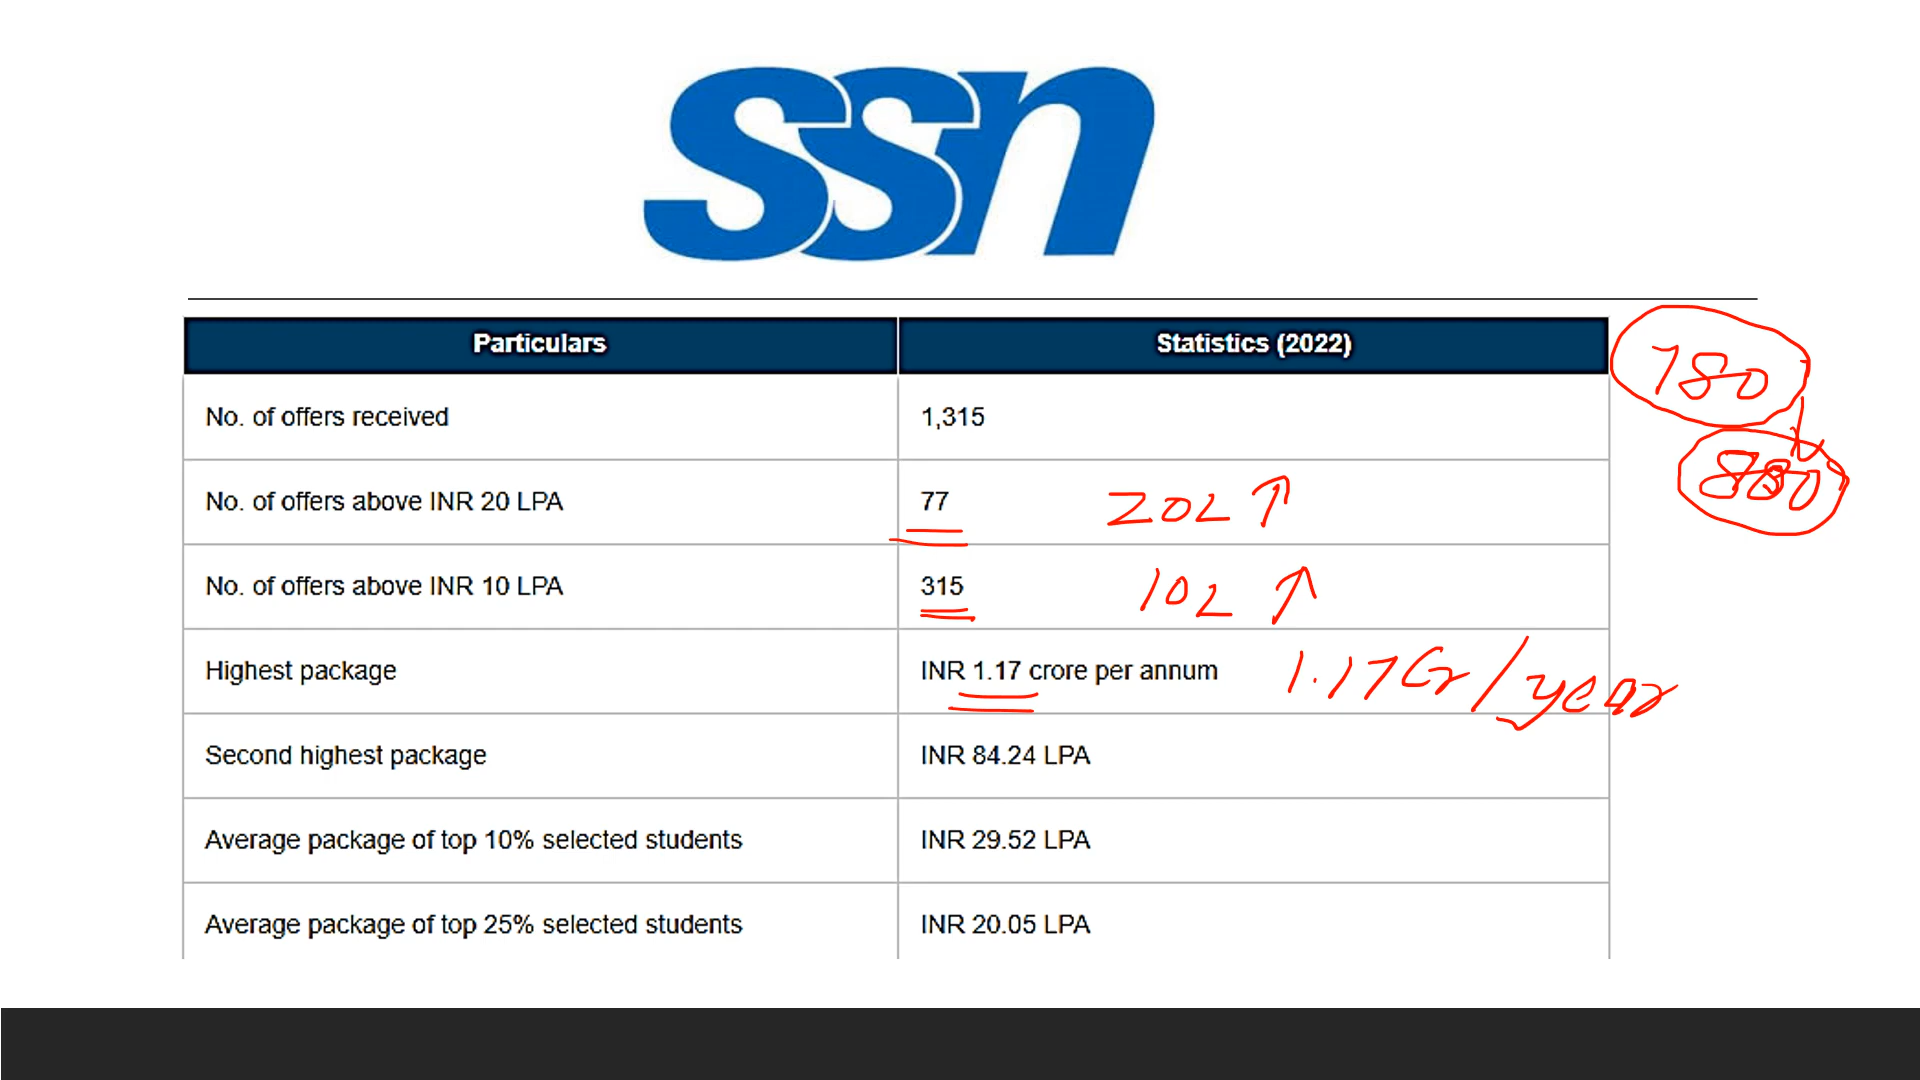 ssn
Particulars Statistics (2022)
780
No. of offers received 1,315
880
No. of offers above INR 20 LPA 77 20L ↑
No. of offers above INR 10 LPA 315 10L ↑
Highest package INR 1.17 crore per annum 1.17 Cr/year
Second highest package INR 84.24 LPA
Average package of top 10% selected students INR 29.52 LPA
Average package of top 25% selected students INR 20.05 LPA